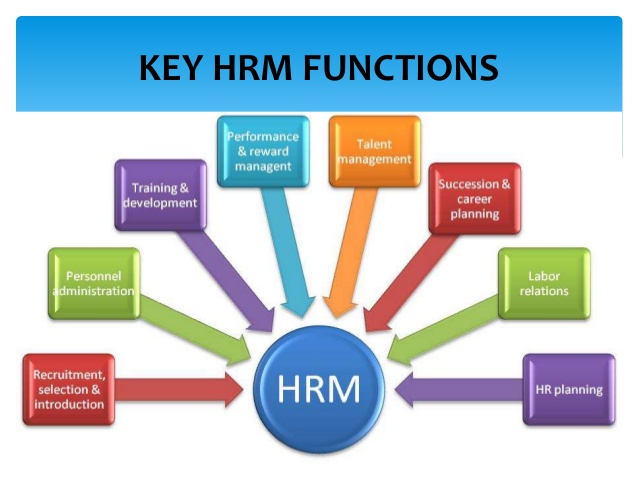 KEY HRM FUNCTIONS
Performance
& reward
managent
Talent
management
Training &
development
Succession &
career
planning
Personnel
administration
Labor
relations
Recruitment,
selection &
introduction
HRM
HR planning